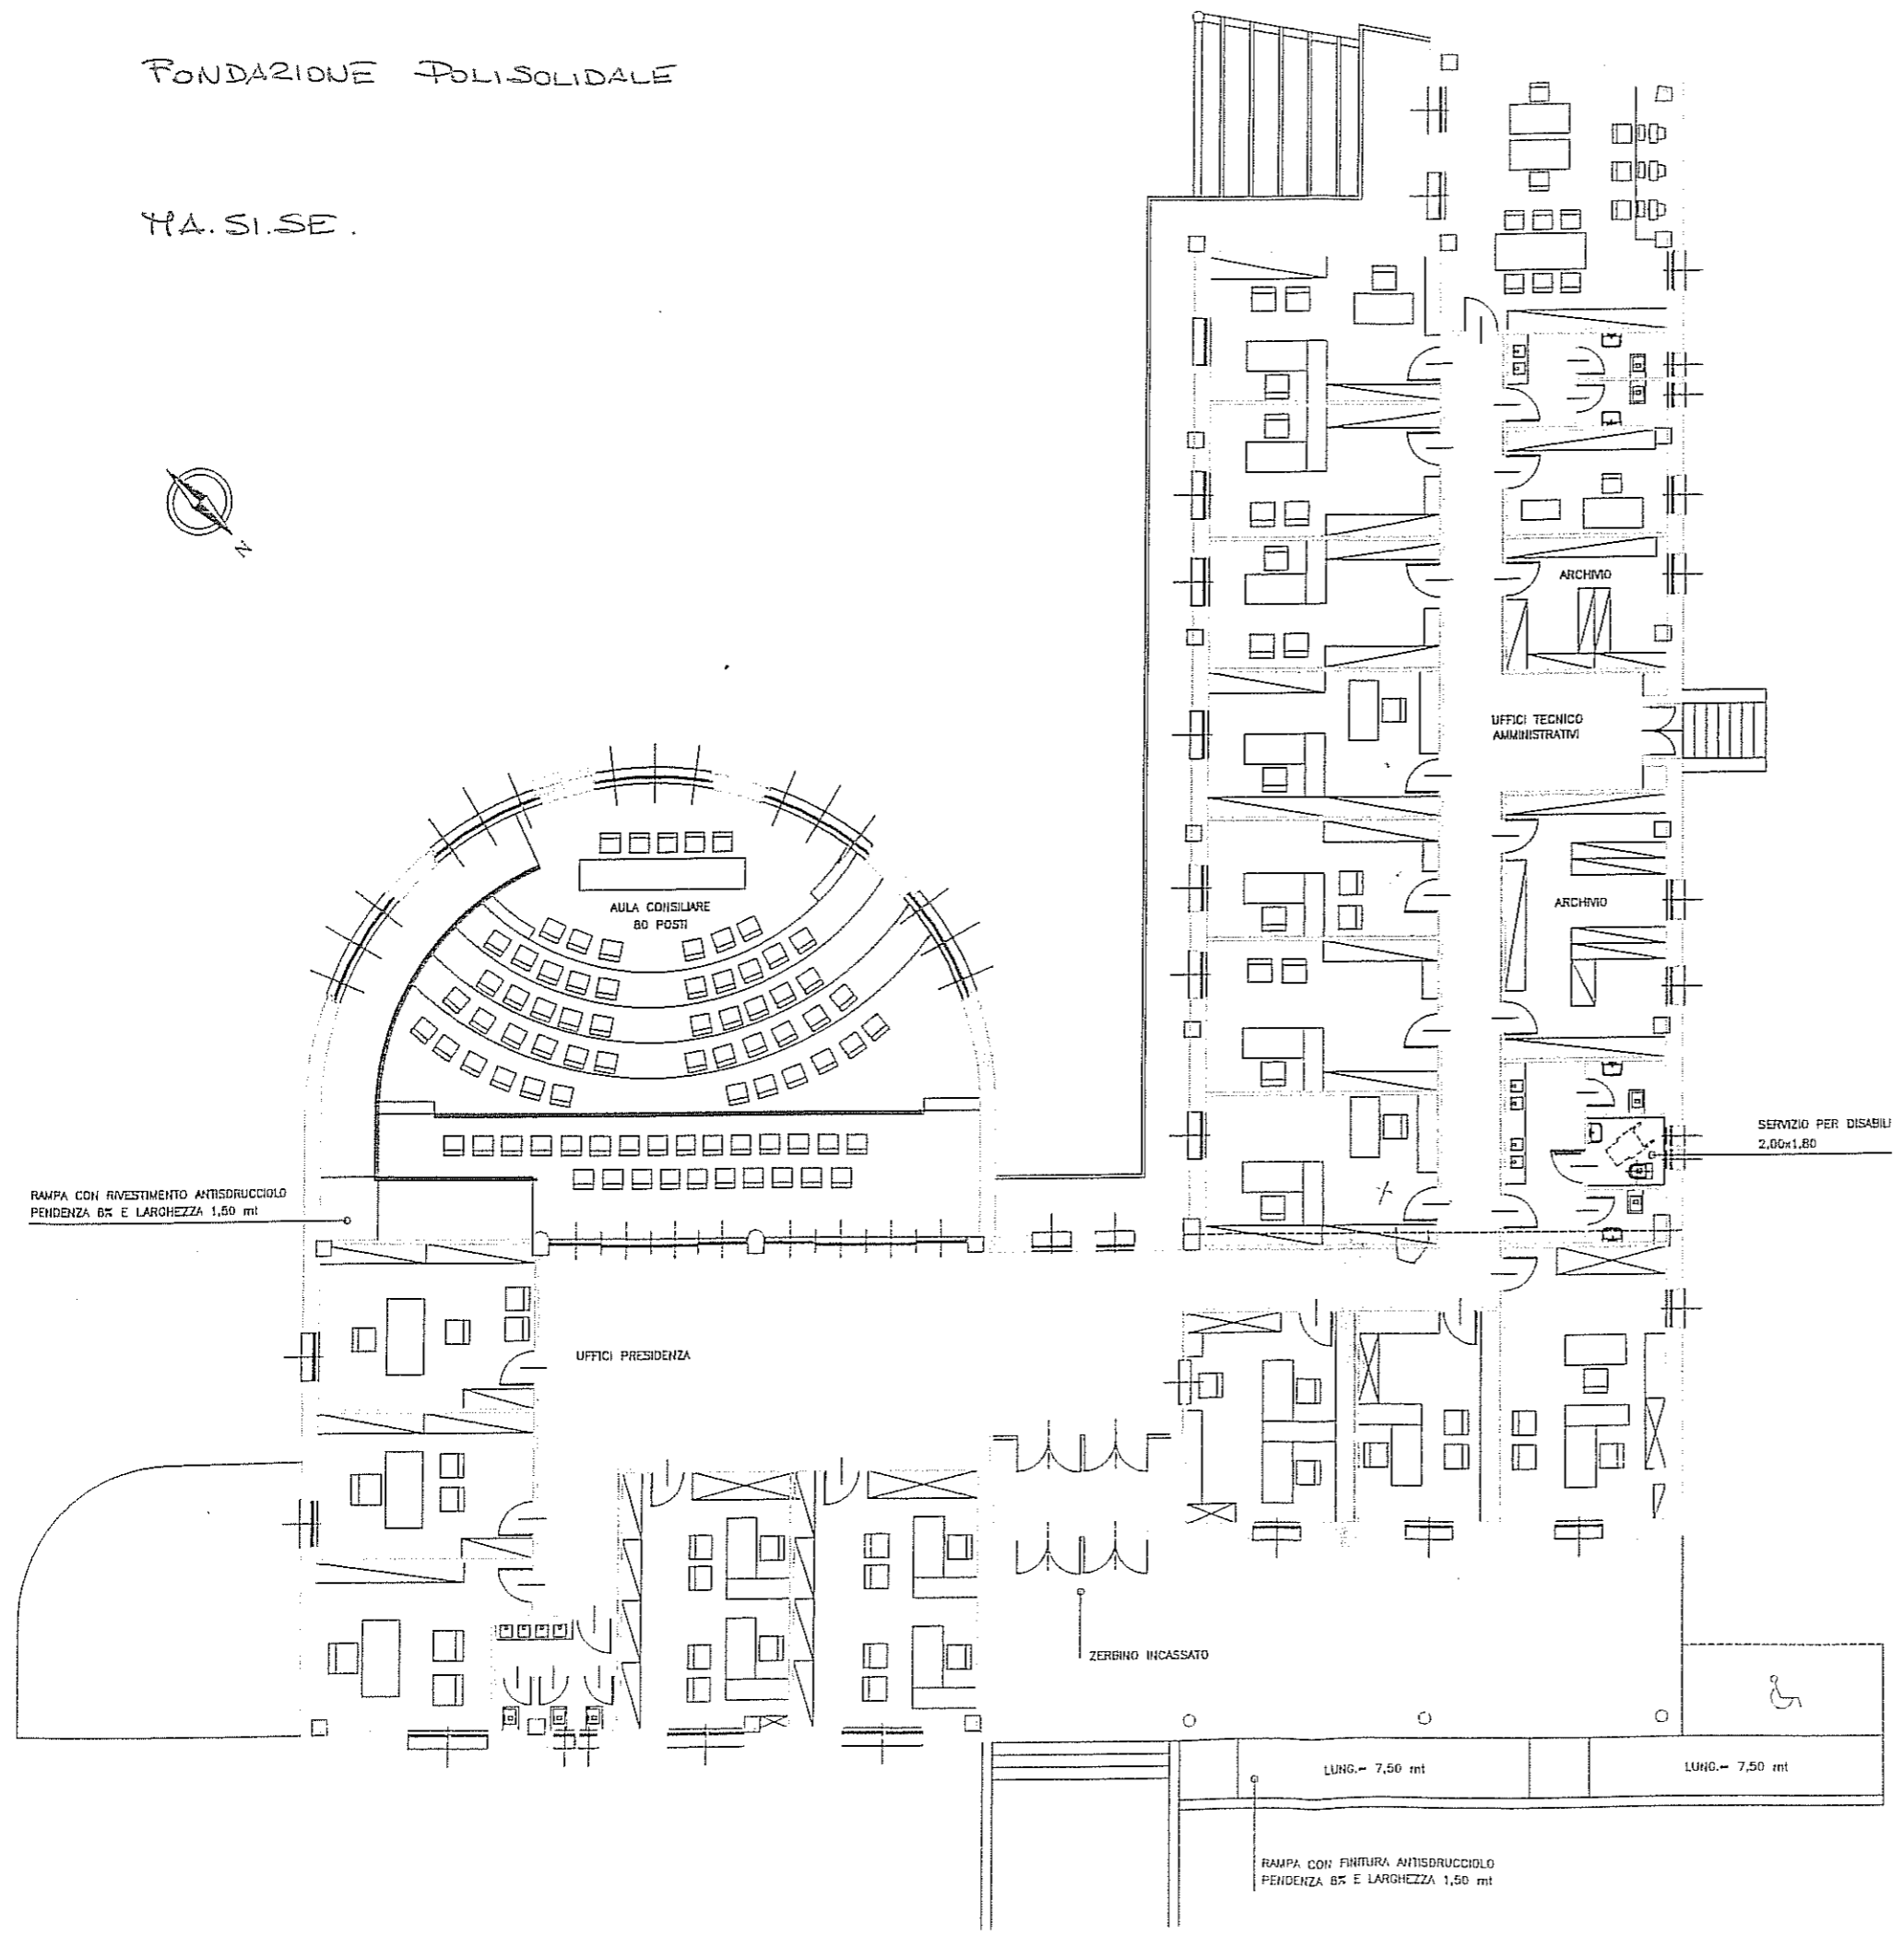 FONDAZIONE POLISOLIDALE
MA.SI.SE.
N
ARCHIVIO
UFFICI TECNICO
AMMINISTRATIVI
AULA CONSILIARE
80 POSTI
ARCHIVIO
SERVIZIO PER DISABILI
2,00x1,80
RAMPA CON RIVESTIMENTO ANTISDRUCCIOLO
PENDENZA 8% E LARGHEZZA 1,50 mt
UFFICI PRESIDENZA
ZERBINO INCASSATO
LUNG.= 7,50 mt
LUNG.= 7,50 mt
RAMPA CON FINITURA ANTISDRUCCIOLO
PENDENZA 8% E LARGHEZZA 1,50 mt